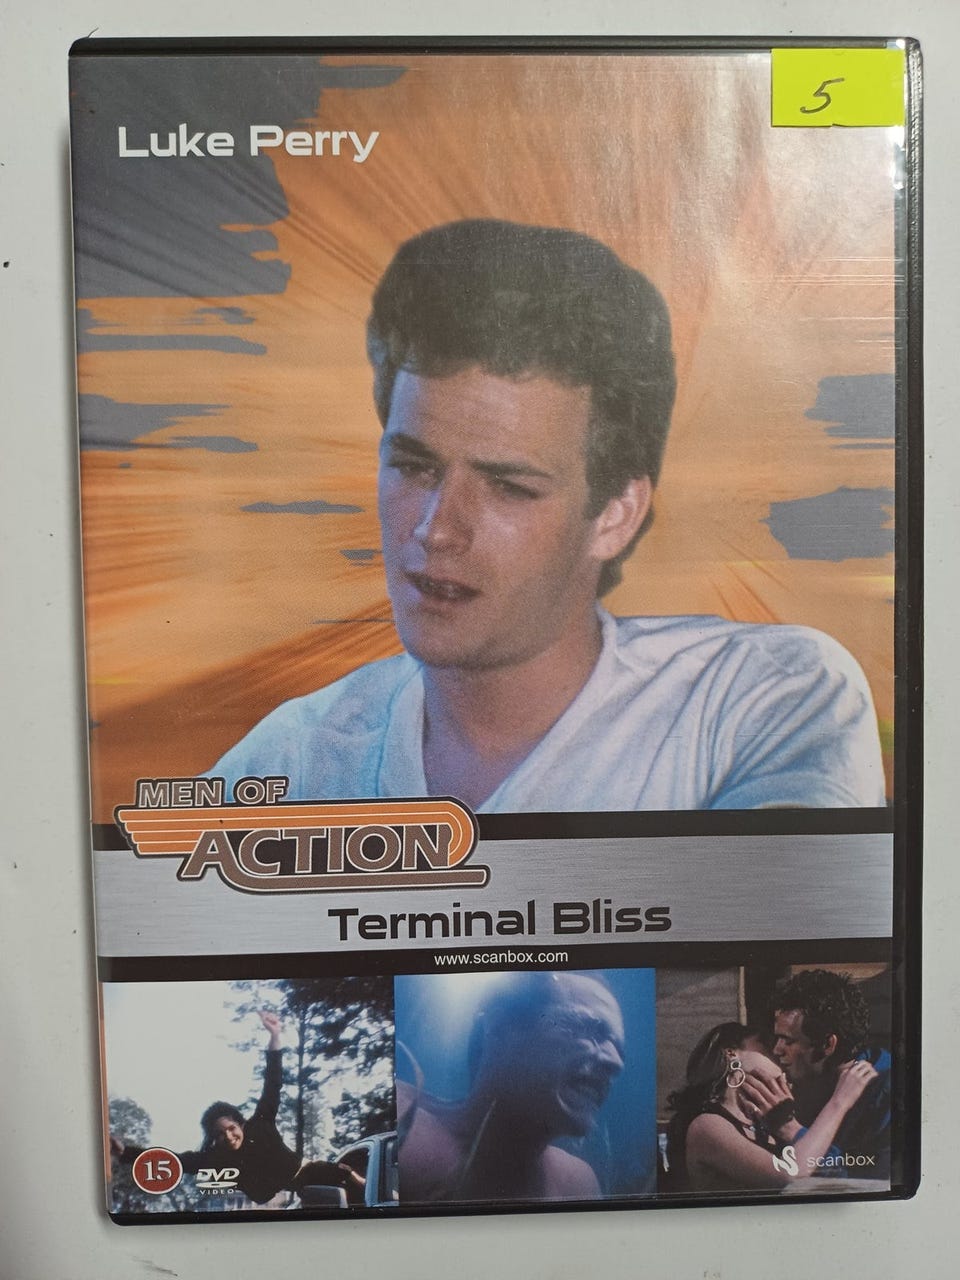 5
Luke Perry
MEN OF
ACTION
Terminal Bliss
www.scanbox.com
15
DVD
VIDEO
scanbox